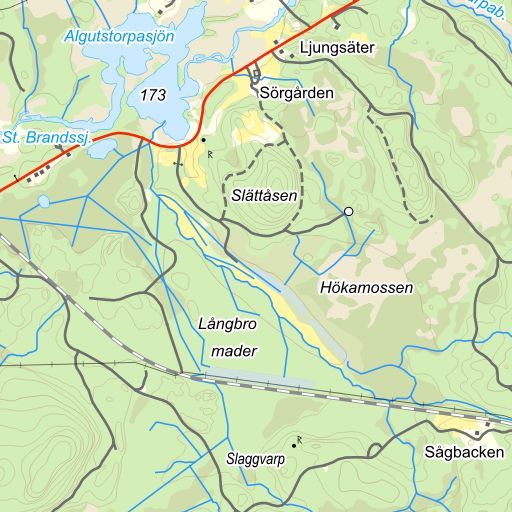 Algutstorpasjön
Ljungsäter
173
Sörgården
St. Brandssj.
R
Slättåsen
Hökamossen
Långbro
mader
R
Slaggvarp
Sågbacken